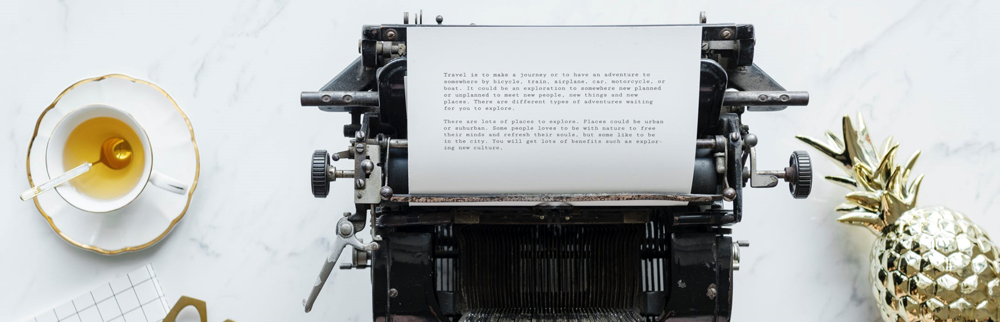 Travel is to make a journey or to have an adventure to
somewhere by bicycle, train, airplane, car, motorcycle, or
boat. It could be an exploration to somewhere new planned
or unplanned to meet new people, new things and new
places. There are different types of adventures waiting
for you to explore.
There are lots of places to explore. Places could be urban
or suburban. Some people loves to be with nature to free
their minds and refresh their souls, but some like to be
in the city. You will get lots of benefits such as explor-
ing new culture,